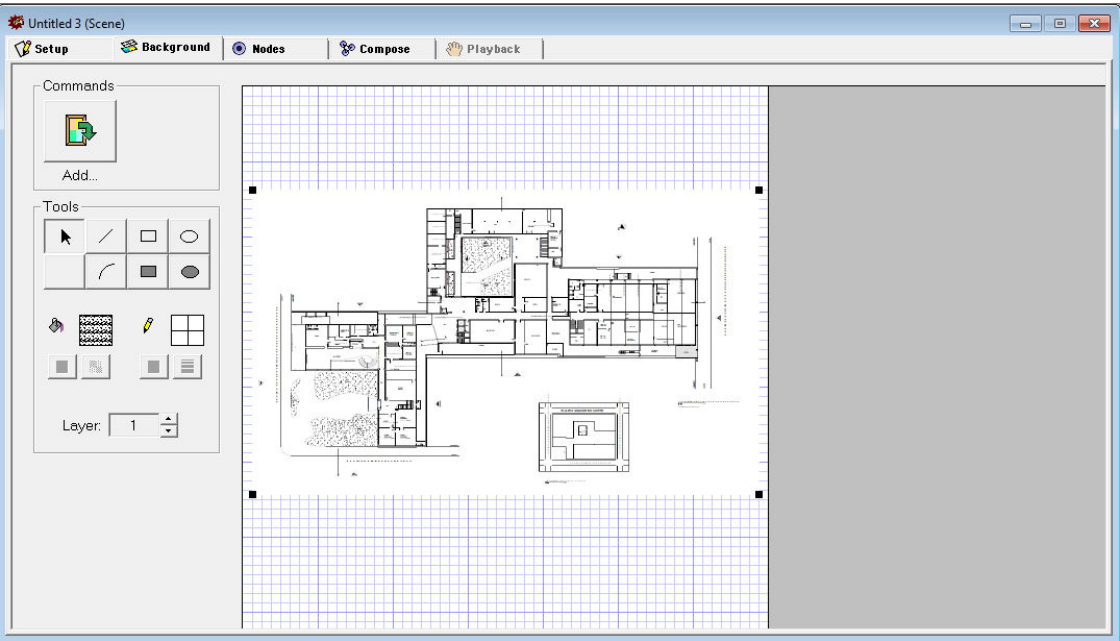 Untitled 3 (Scene)
Setup
Background
Nodes
Compose
Playback
Commands
Add...
Tools
Layer:
1